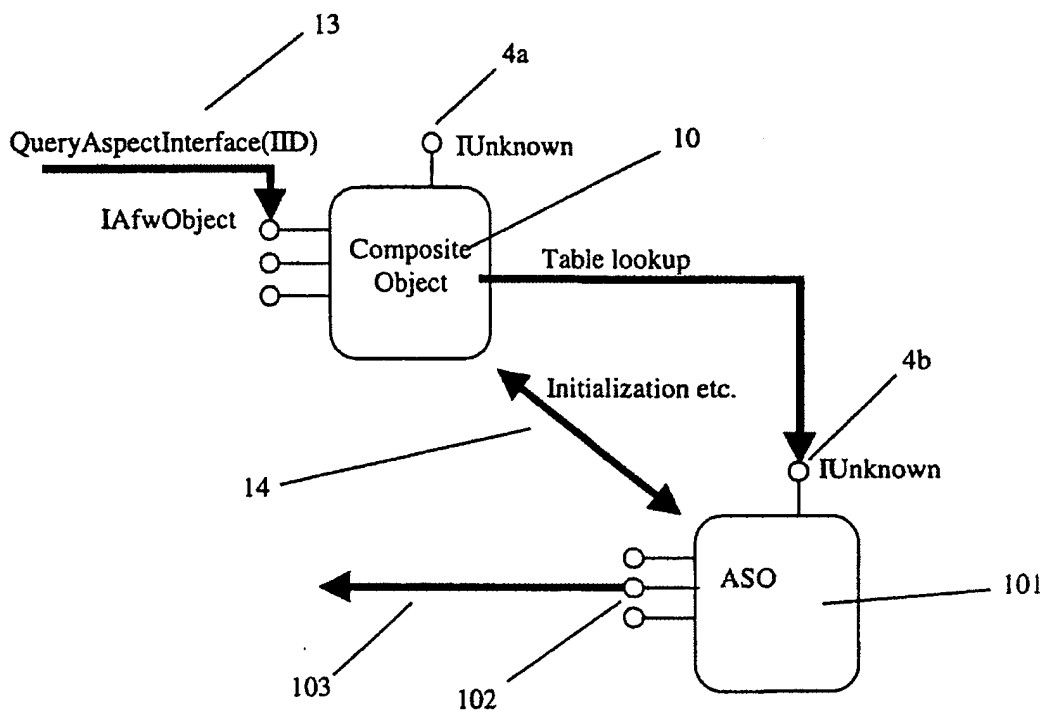 13
4a
QueryAspectInterface(IID)
IUnknown
10
IAfwObject
Composite
Object
Table lookup
4b
Initialization etc.
14
IUnknown
ASO
101
103
102